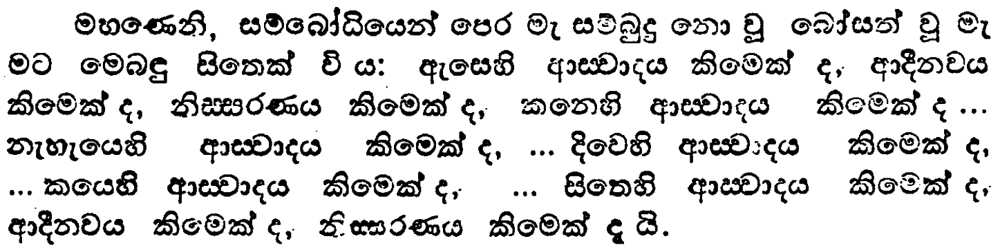 මහණෙනි, සම්බෝධියෙන් පෙර මැ සම්බුදු නො වූ බෝසත් වූ මැ
මට මෙබඳු සිතෙක් වි ය: ඇසෙහි ආස්වාදය කිමෙක් ද, ආදීනවය
කිමෙක් ද, නිස්සරණය කිමෙක් ද, කනෙහි ආස්වාදය කිමෙක් ද ...
නැහැයෙහි ආස්වාදය කිමෙක් ද, ... දිවෙහි ආස්වාදය කිමෙක් ද,
... කයෙහි ආස්වාදය කිමෙක් ද, ... සිතෙහි ආස්වාදය කිමෙක් ද,
ආදීනවය කිමෙක් ද, නිස්සරණය කිමෙක් ද යි.